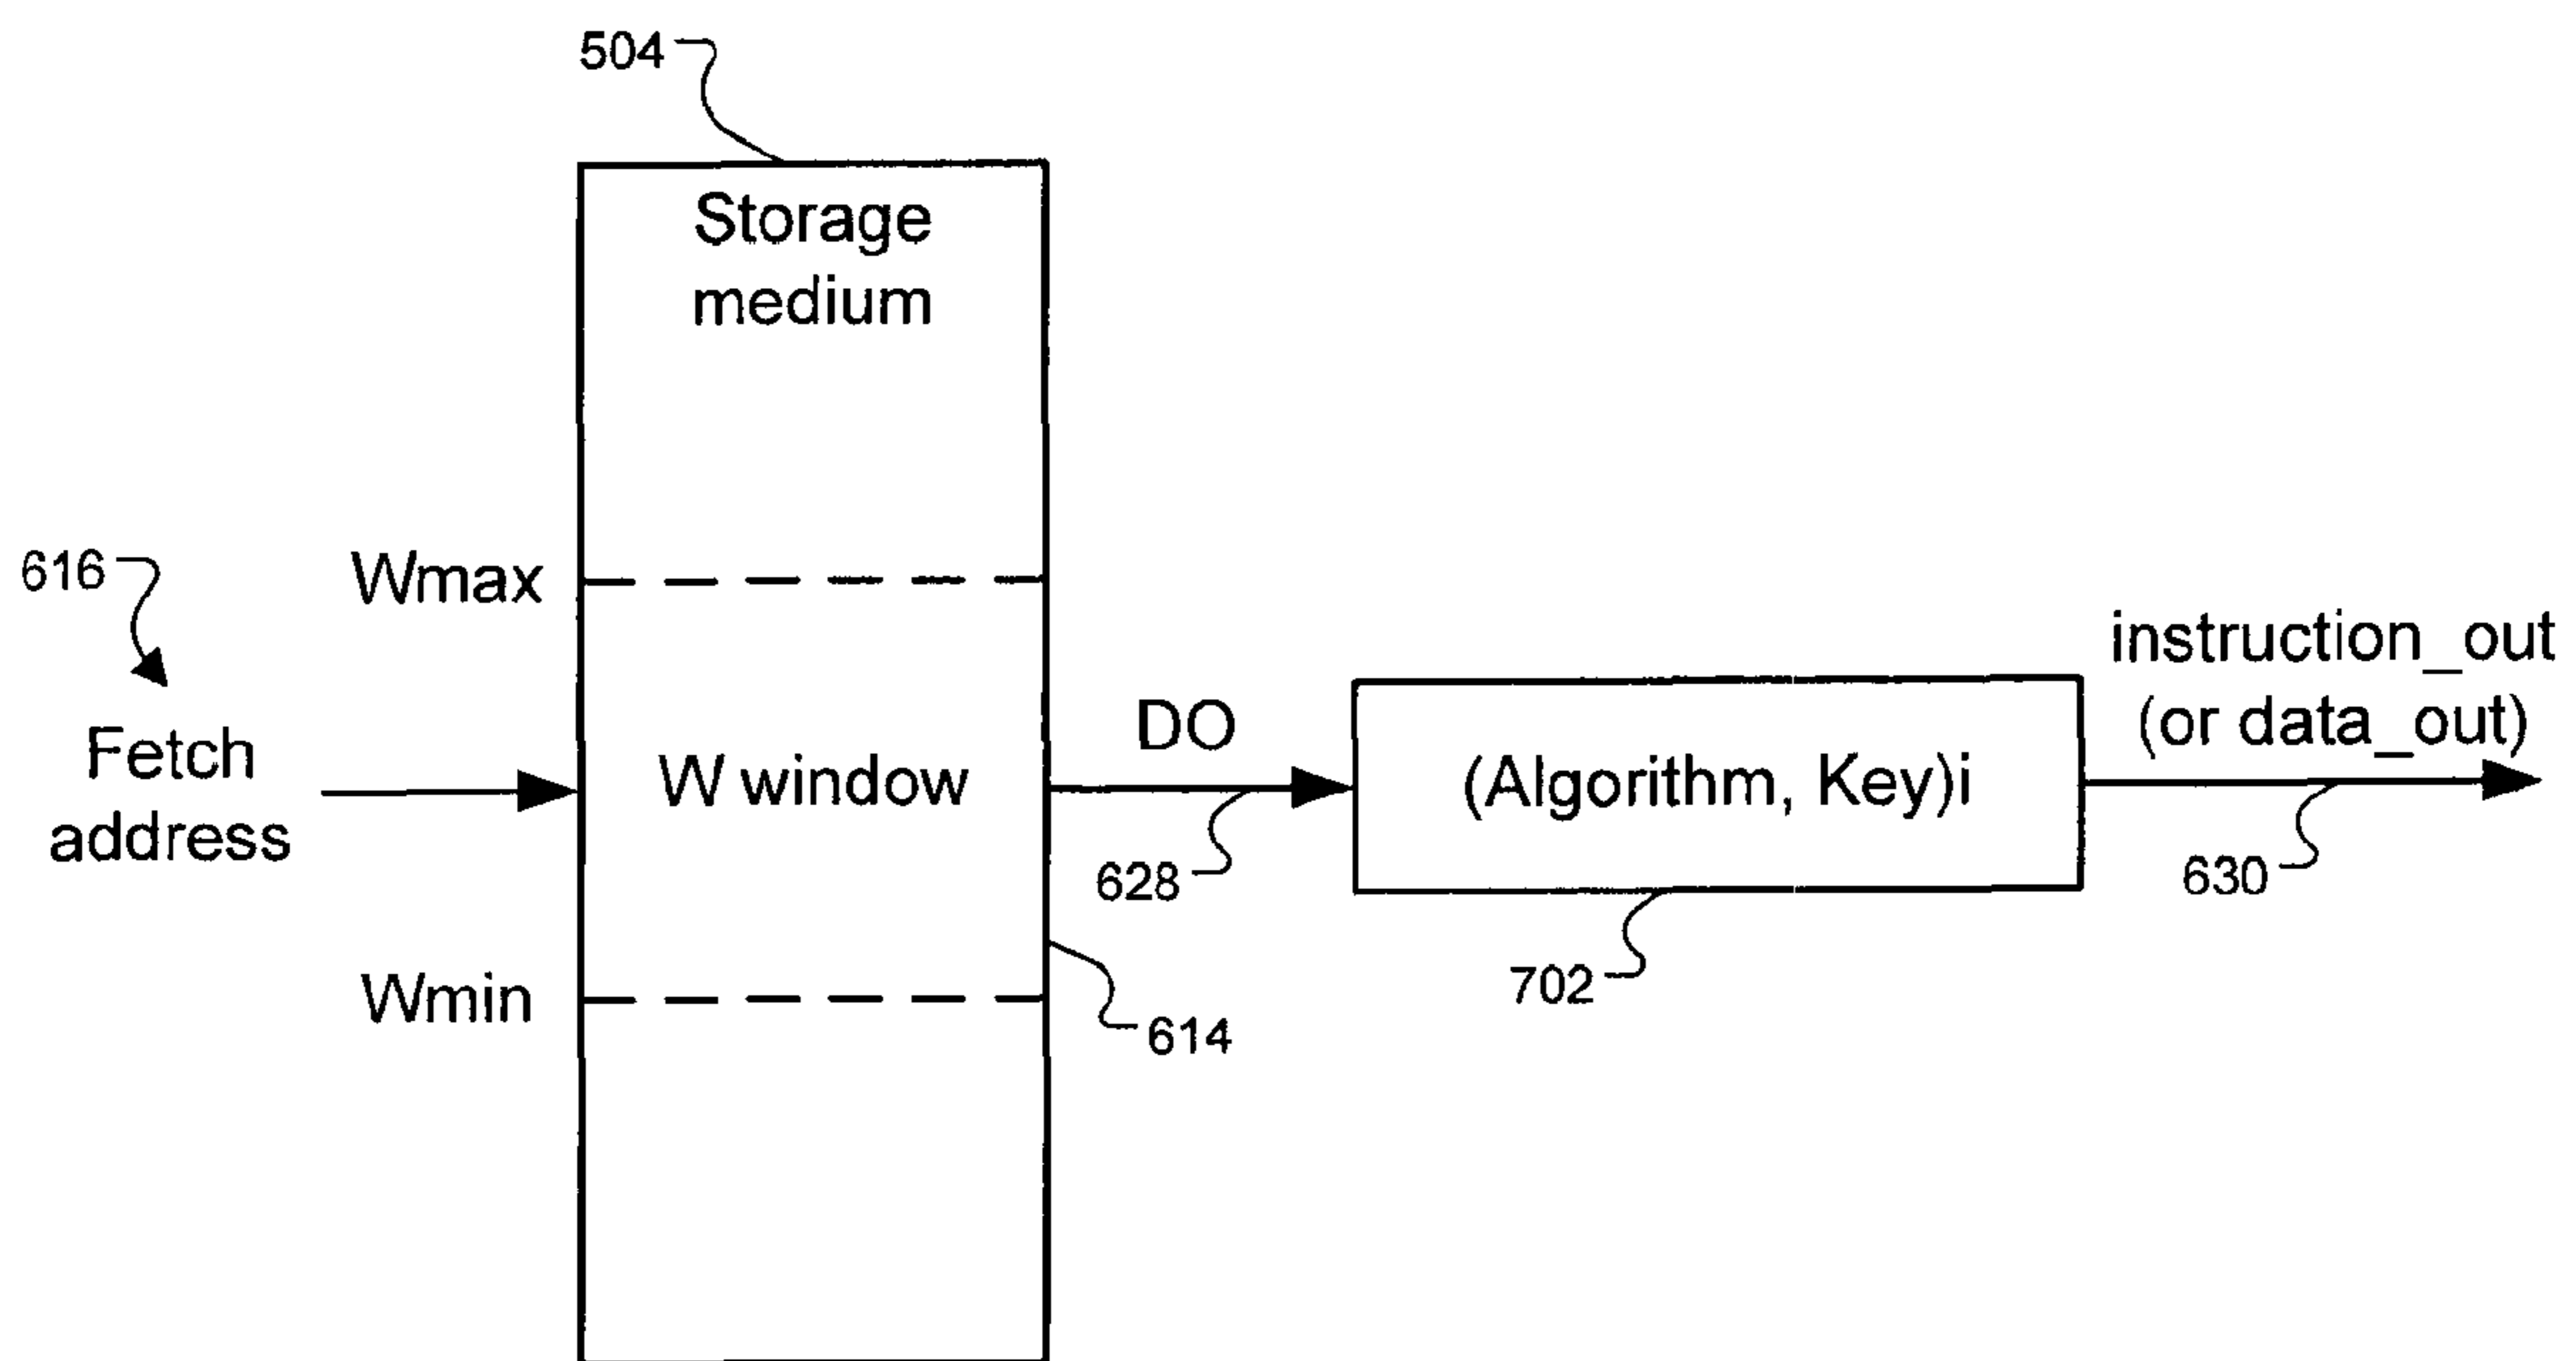 504
Storage
medium
616
Wmax
Fetch
address
W window
DO
628
(Algorithm, Key)i
702
instruction_out
(or data_out)
630
Wmin
614